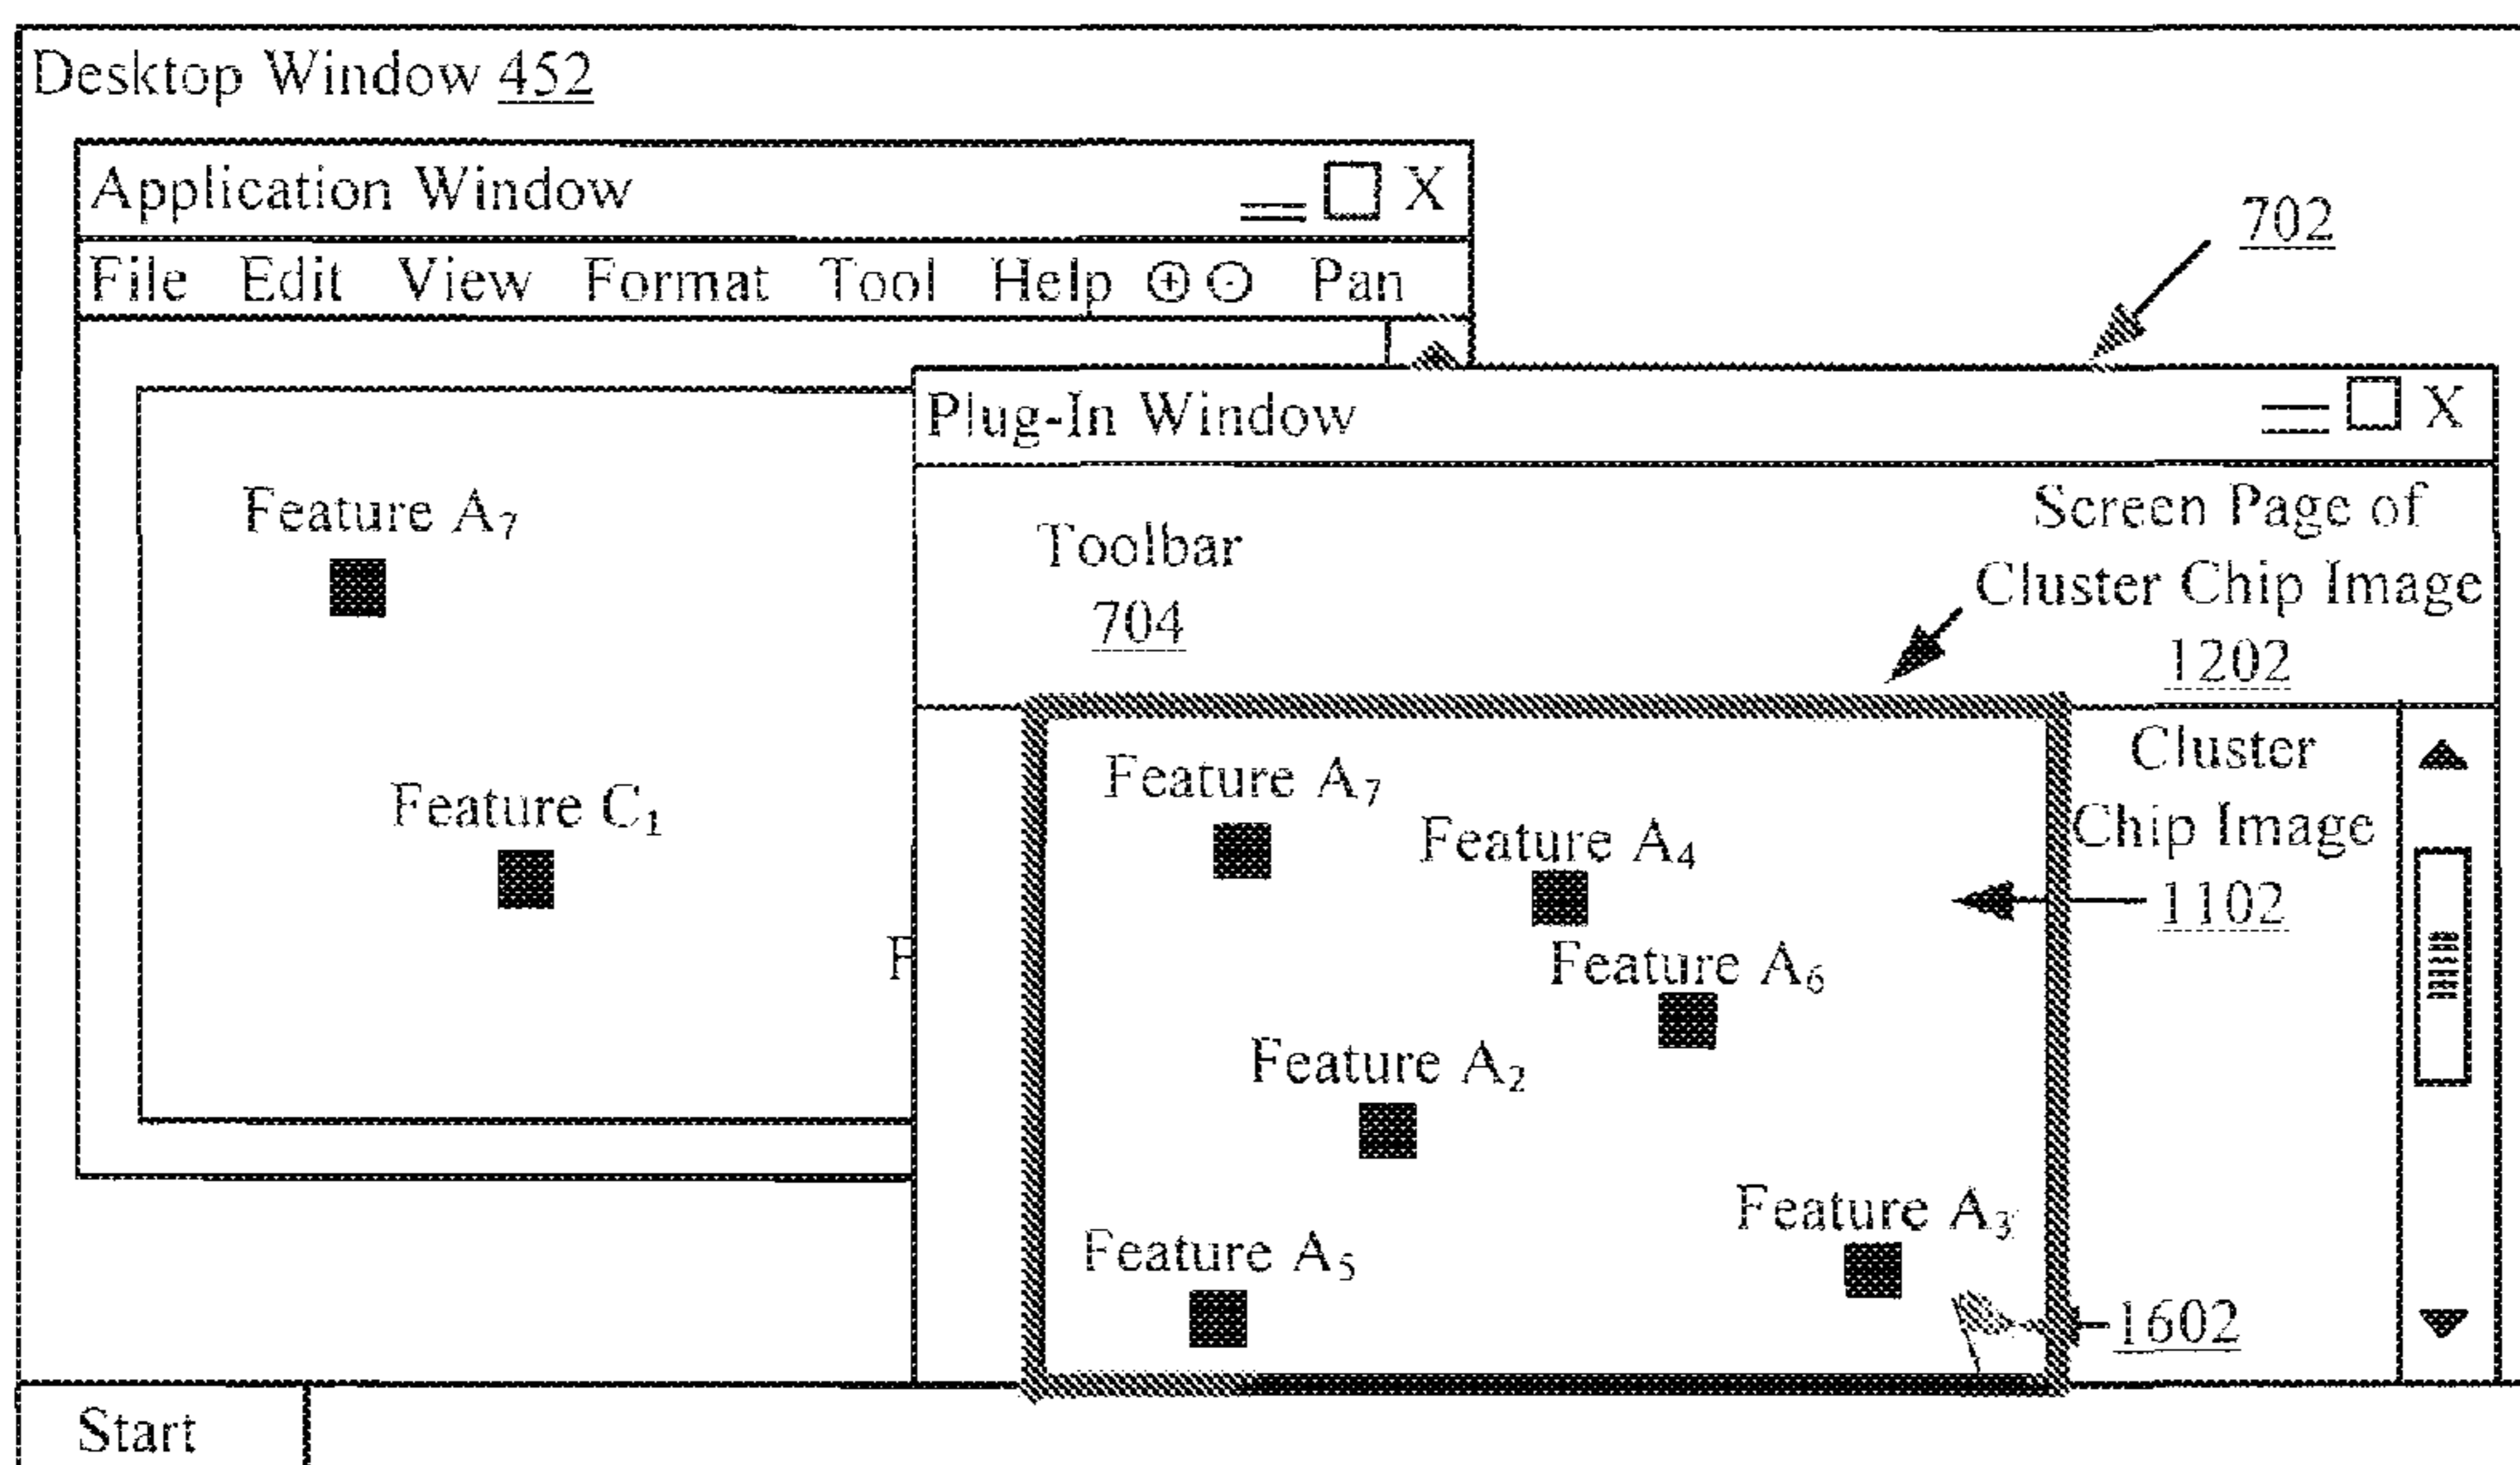 Desktop Window 452
Application Window X
File Edit View Format Tool Help + - Pan
702
Plug-In Window X
Feature A₇
Feature C₁
F
Toolbar
704
Screen Page of
Cluster Chip Image
1202
Feature A₇
Feature A₄
Feature A₆
Feature A₂
Feature A₃
Feature A₅
Cluster
Chip Image
1102
1602
Start